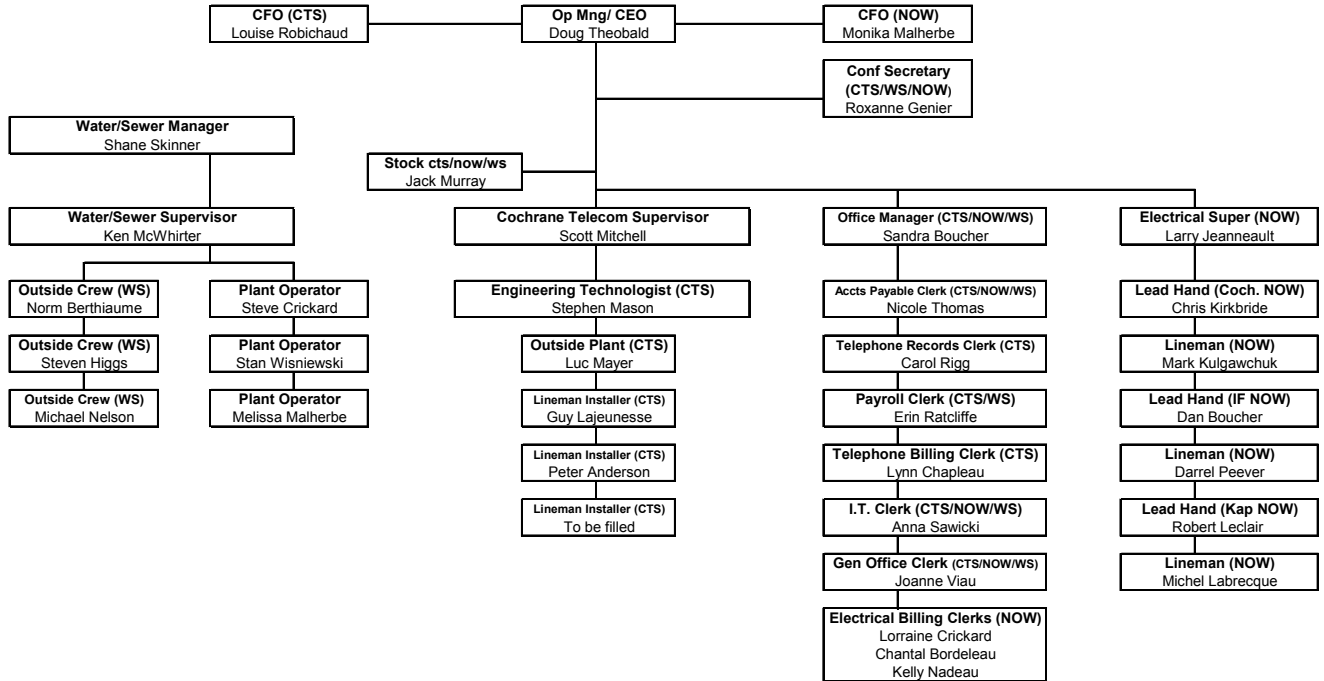 CFO (CTS)
Louise Robichaud
Op Mng/ CEO
Doug Theobald
CFO (NOW)
Monika Malherbe
Conf Secretary
(CTS/WS/NOW)
Roxanne Genier
Water/Sewer Manager
Shane Skinner
Stock cts/now/ws
Jack Murray
Water/Sewer Supervisor
Ken McWhirter
Cochrane Telecom Supervisor
Scott Mitchell
Office Manager (CTS/NOW/WS)
Sandra Boucher
Electrical Super (NOW)
Larry Jeanneault
Outside Crew (WS)
Norm Berthiaume
Plant Operator
Steve Crickard
Engineering Technologist (CTS)
Stephen Mason
Accts Payable Clerk (CTS/NOW/WS)
Nicole Thomas
Lead Hand (Coch. NOW)
Chris Kirkbride
Outside Crew (WS)
Steven Higgs
Plant Operator
Stan Wisniewski
Outside Plant (CTS)
Luc Mayer
Telephone Records Clerk (CTS)
Carol Rigg
Lineman (NOW)
Mark Kulgawchuk
Outside Crew (WS)
Michael Nelson
Plant Operator
Melissa Malherbe
Lineman Installer (CTS)
Guy Lajeunesse
Payroll Clerk (CTS/WS)
Erin Ratcliffe
Lead Hand (IF NOW)
Dan Boucher
Lineman Installer (CTS)
Peter Anderson
Telephone Billing Clerk (CTS)
Lynn Chapleau
Lineman (NOW)
Darrel Peever
Lineman Installer (CTS)
To be filled
I.T. Clerk (CTS/NOW/WS)
Anna Sawicki
Lead Hand (Kap NOW)
Robert Leclair
Gen Office Clerk (CTS/NOW/WS)
Joanne Viau
Lineman (NOW)
Michel Labrecque
Electrical Billing Clerks (NOW)
Lorraine Crickard
Chantal Bordeleau
Kelly Nadeau